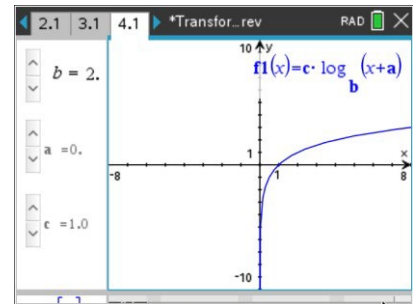 2.1 3.1 4.1 *Transfor...rev RAD
b = 2.
a =0.
c =1.0
10 y
f1(x)=c· log b (x+a)
1
x
-8 1 8
-10